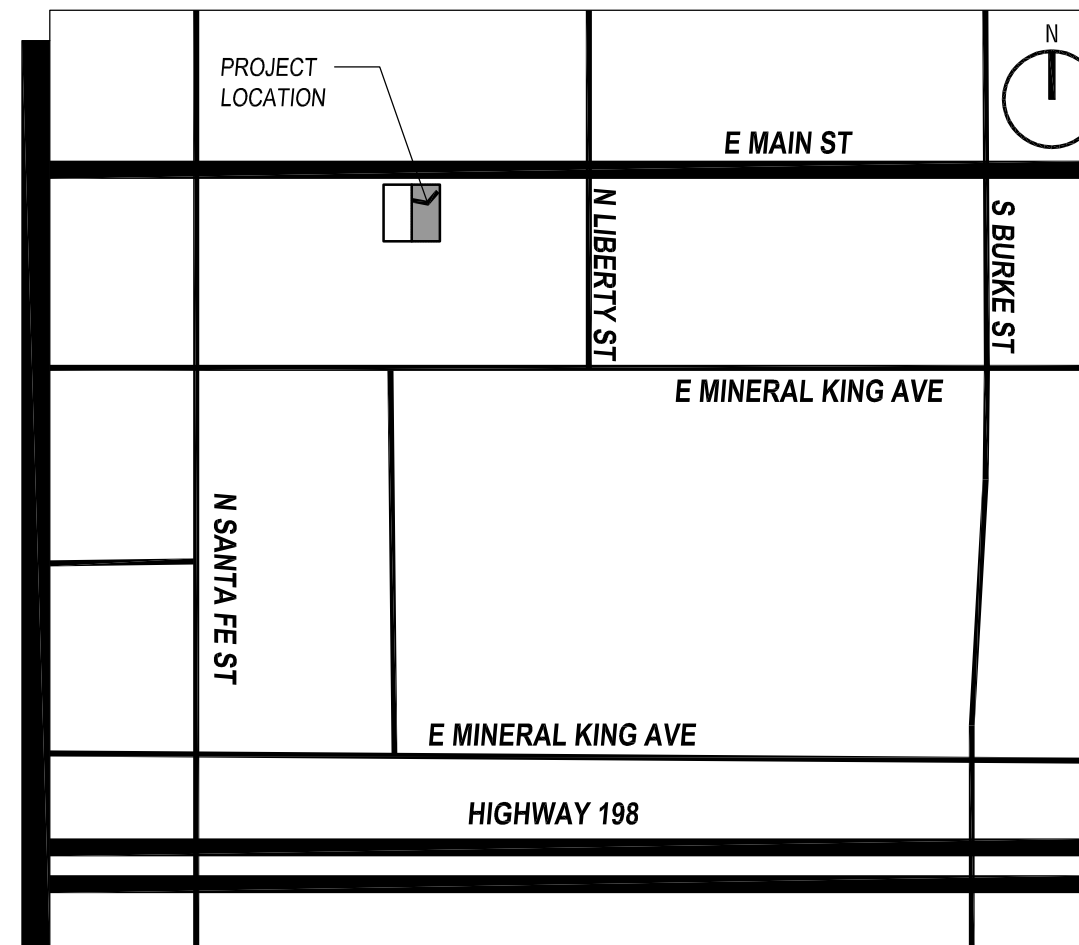 N
PROJECT
LOCATION
E MAIN ST
N LIBERTY ST
S BURKE ST
E MINERAL KING AVE
N SANTA FE ST
E MINERAL KING AVE
HIGHWAY 198